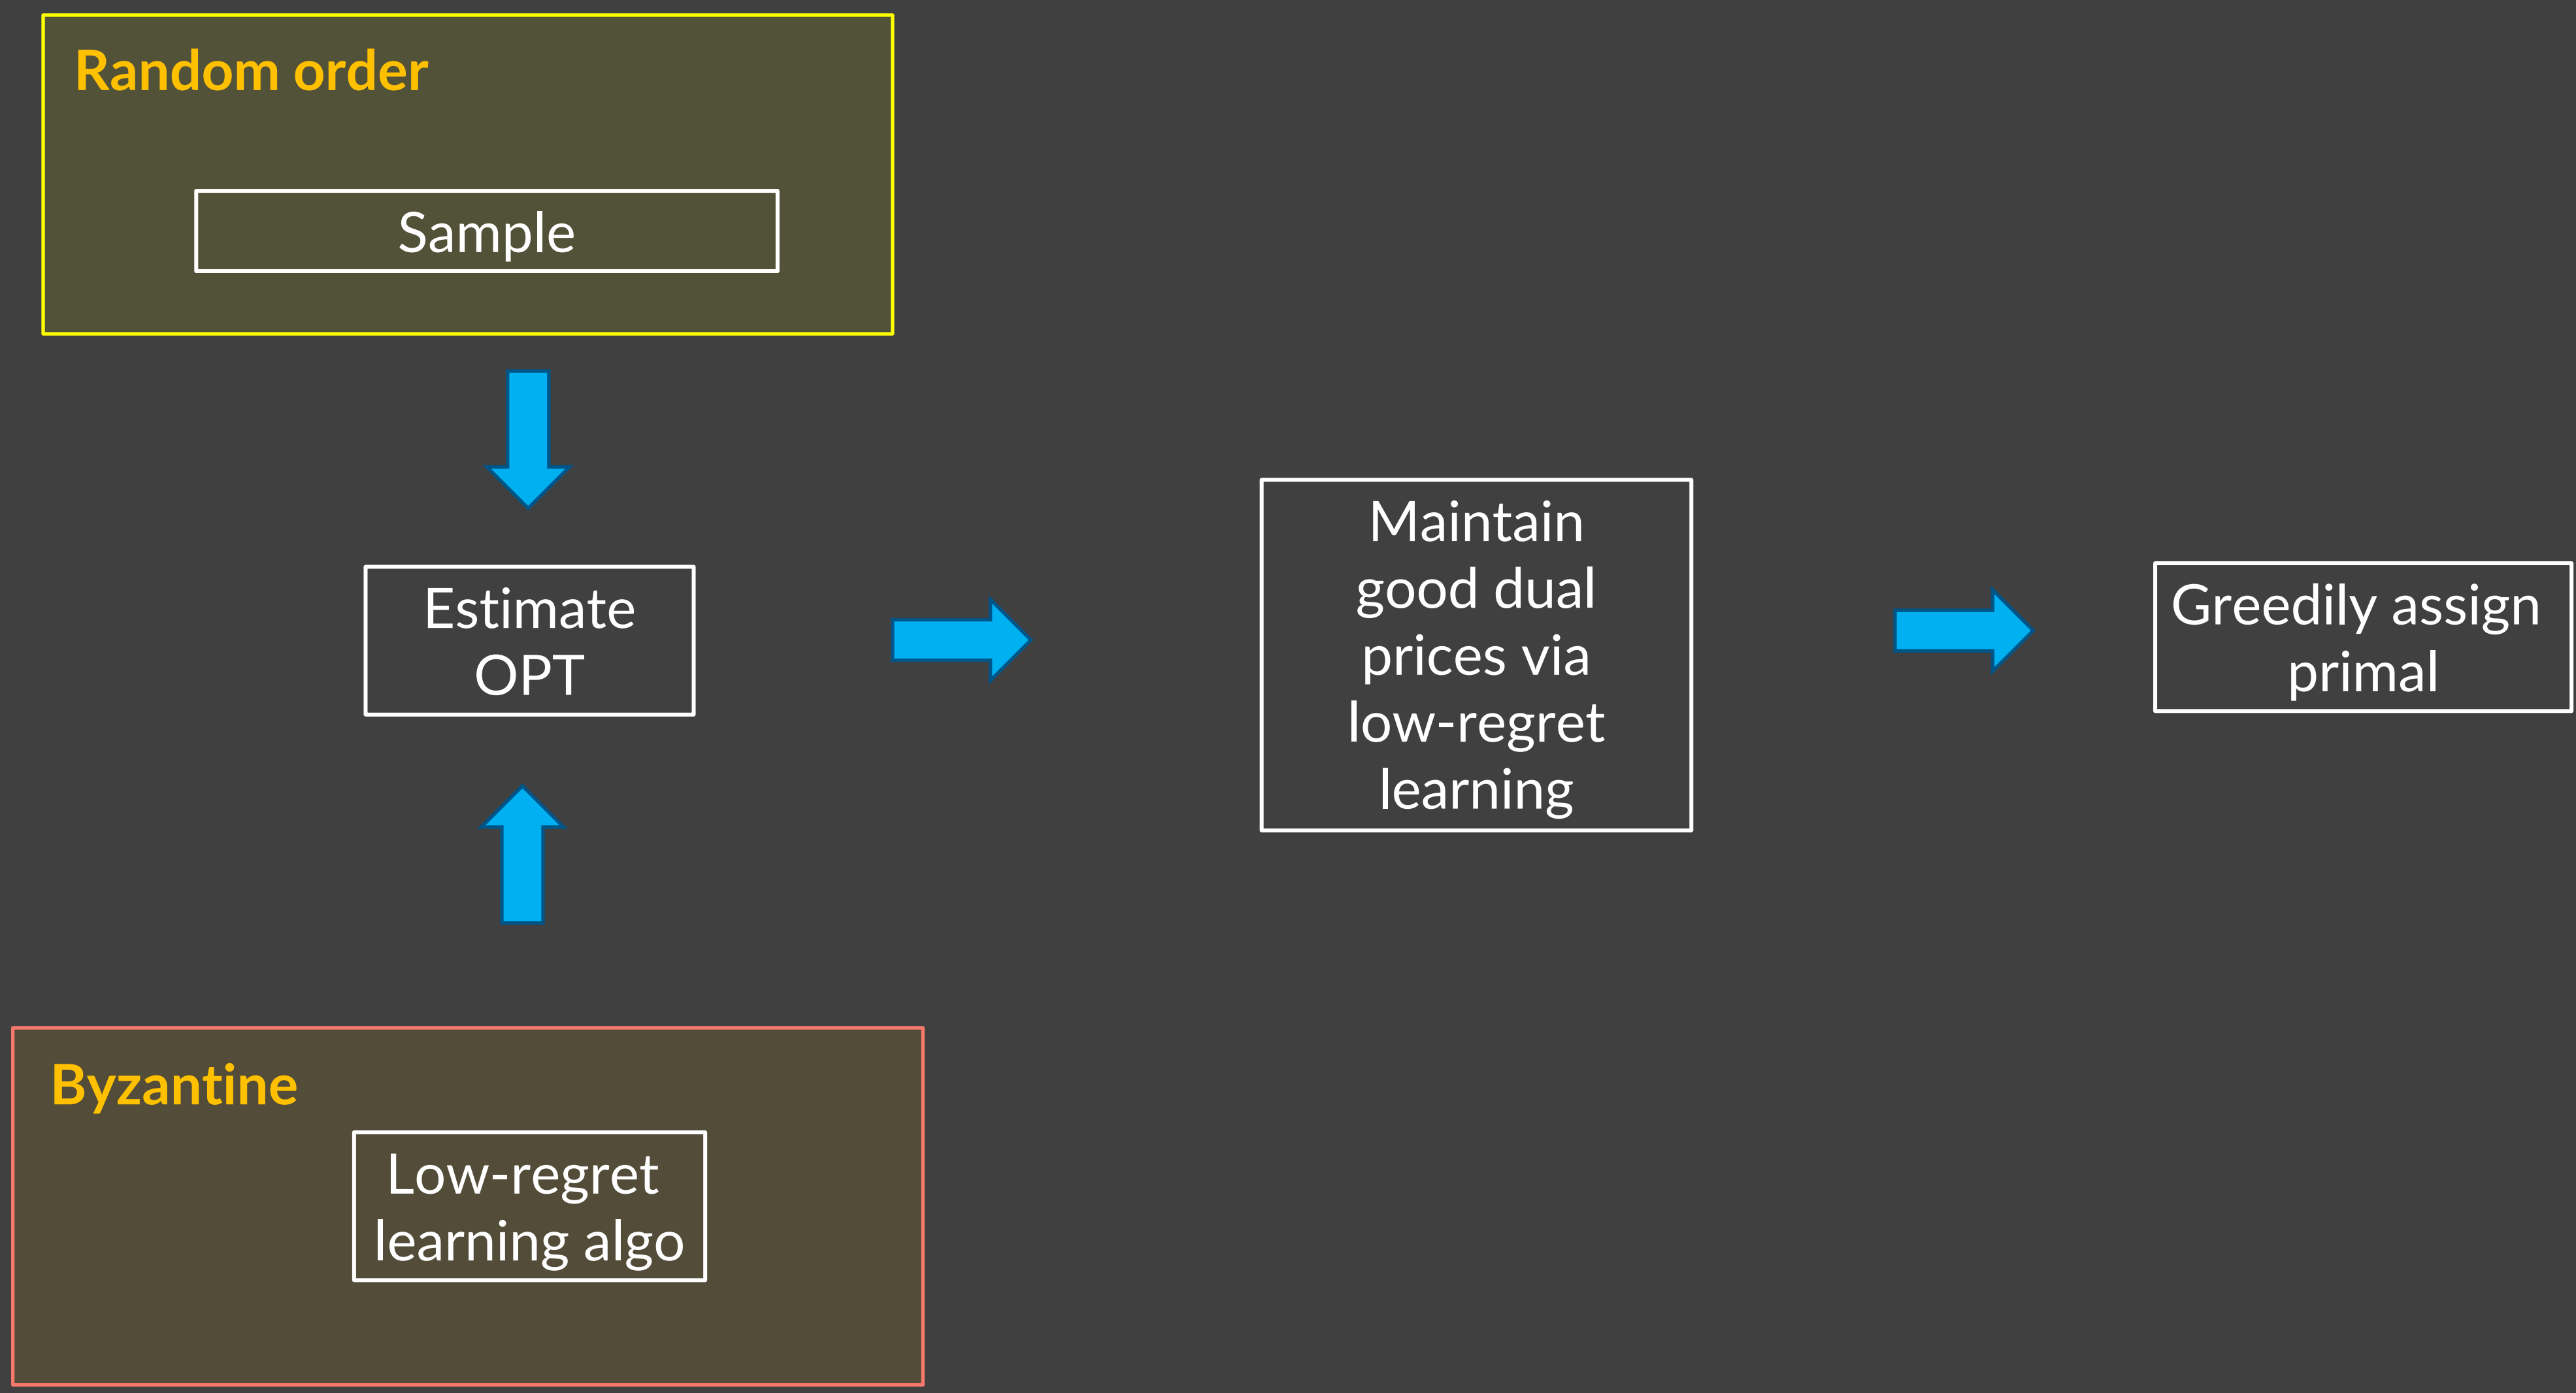 Random order
Sample
Estimate
OPT
Maintain
good dual
prices via
low-regret
learning
Greedily assign
primal
Byzantine
Low-regret
learning algo